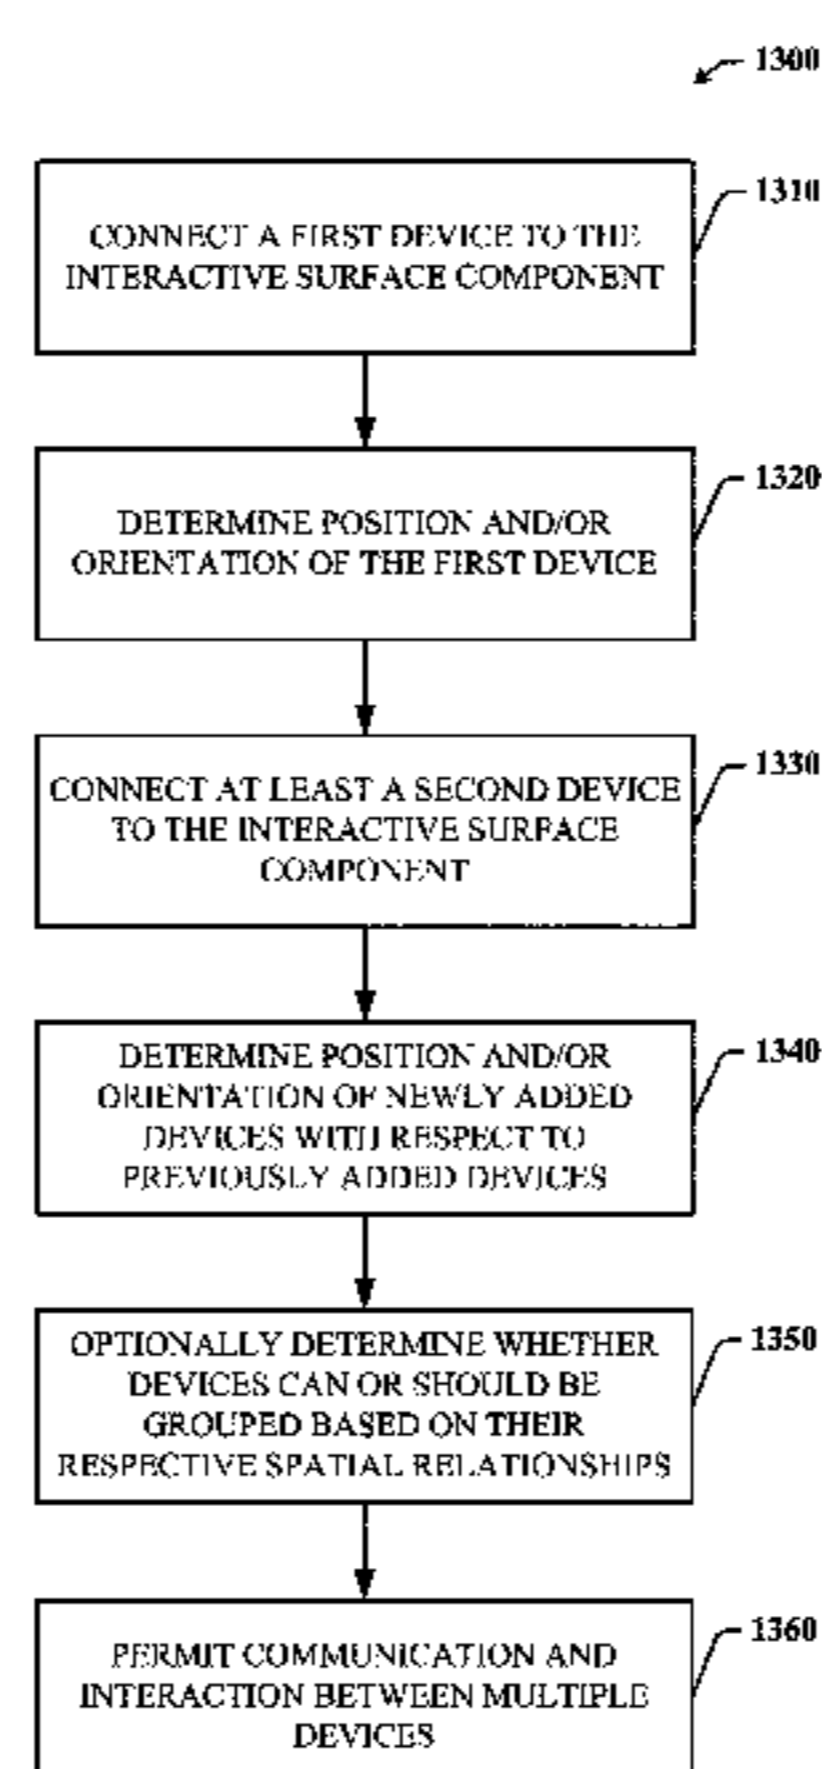 1300
1310
CONNECT A FIRST DEVICE TO THE
INTERACTIVE SURFACE COMPONENT
1320
DETERMINE POSITION AND/OR
ORIENTATION OF THE FIRST DEVICE
1330
CONNECT AT LEAST A SECOND DEVICE
TO THE INTERACTIVE SURFACE
COMPONENT
1340
DETERMINE POSITION AND/OR
ORIENTATION OF NEWLY ADDED
DEVICES WITH RESPECT TO
PREVIOUSLY ADDED DEVICES
1350
OPTIONALLY DETERMINE WHETHER
DEVICES CAN OR SHOULD BE
GROUPED BASED ON THEIR
RESPECTIVE SPATIAL RELATIONSHIPS
1360
PERMIT COMMUNICATION AND
INTERACTION BETWEEN MULTIPLE
DEVICES